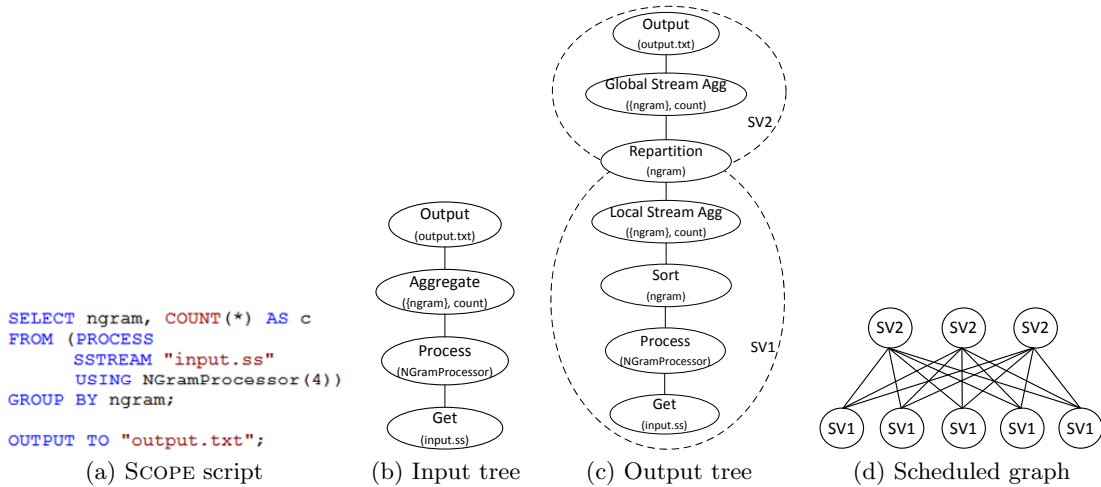 SELECT ngram, COUNT(*) AS c
FROM (PROCESS
SSTREAM "input.ss"
USING NGramProcessor(4))
GROUP BY ngram;
OUTPUT TO "output.txt";
(a) SCOPE script
Output
(output.txt)
Aggregate
({ngram}, count)
Process
(NGramProcessor)
Get
(input.ss)
(b) Input tree
Output
(output.txt)
Global Stream Agg
({ngram}, count)
SV2
Repartition
(ngram)
Local Stream Agg
({ngram}, count)
Sort
(ngram)
Process
(NGramProcessor)
SV1
Get
(input.ss)
(c) Output tree
SV2 SV2 SV2
SV1 SV1 SV1 SV1 SV1
(d) Scheduled graph